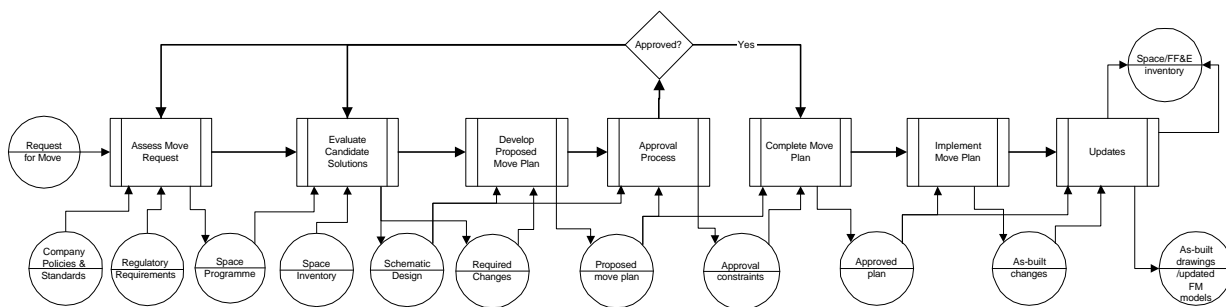 Approved?
Yes
Space/FF&E
inventory
Request
for Move
Assess Move
Request
Evaluate
Candidate
Solutions
Develop
Proposed
Move Plan
Approval
Process
Complete Move
Plan
Implement
Move Plan
Updates
Company
Policies &
Standards
Regulatory
Requirements
Space
Programme
Space
Inventory
Schematic
Design
Required
Changes
Proposed
move plan
Approval
constraints
Approved
plan
As-built
changes
As-built
drawings
/updated
FM
models